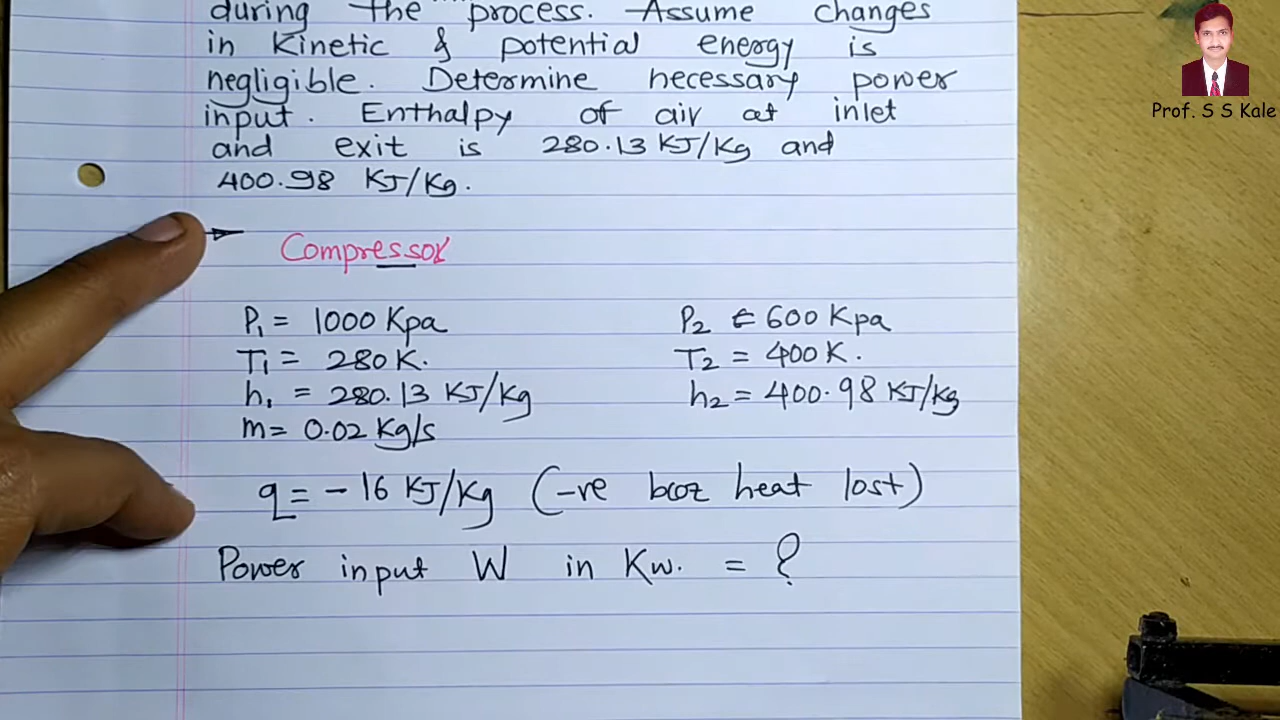 during the process. Assume changes
in Kinetic & potential energy is
negligible. Determine necessary power
input. Enthalpy of air at inlet
and exit is 280.13 KJ/Kg and
400.98 KJ/Kg.
Compressor
P1 = 1000 Kpa P2 = 600 Kpa
T1 = 280 K. T2 = 400 K.
h1 = 280.13 KJ/Kg h2 = 400.98 KJ/Kg
m = 0.02 Kg/s
q = - 16 KJ/Kg (-ve bcoz heat lost)
Power input W in Kw. = ?
Prof. S S Kale